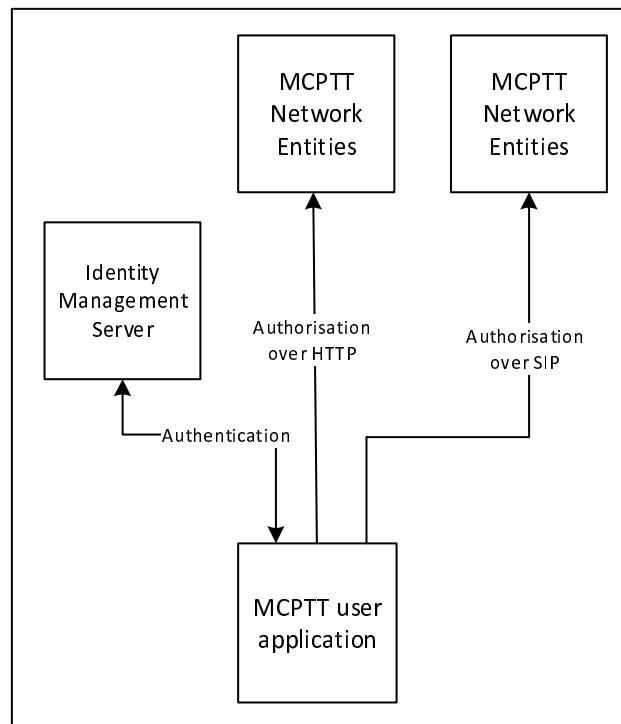 MCPTT
Network
Entities
MCPTT
Network
Entities
Identity
Management
Server
Authorisation
over HTTP
Authorisation
over SIP
Authentication
MCPTT user
application